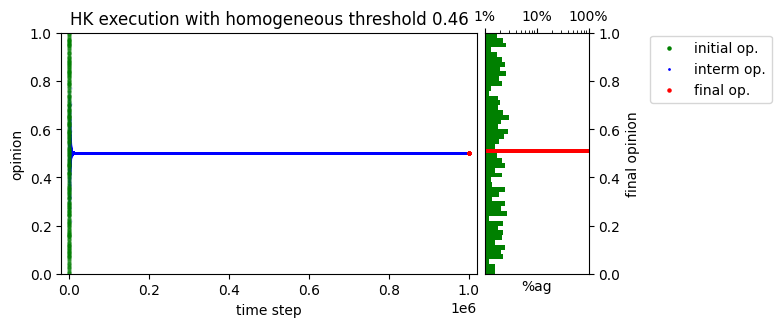 HK execution with homogeneous threshold 0.46
1% 10% 100%
1.0 1.0
0.8 0.8
0.6 0.6
0.4 0.4
0.2 0.2
0.0 0.0
opinion
final opinion
0.0 0.2 0.4 0.6 0.8 1.0
1e6
time step
%ag
initial op.
interm op.
final op.